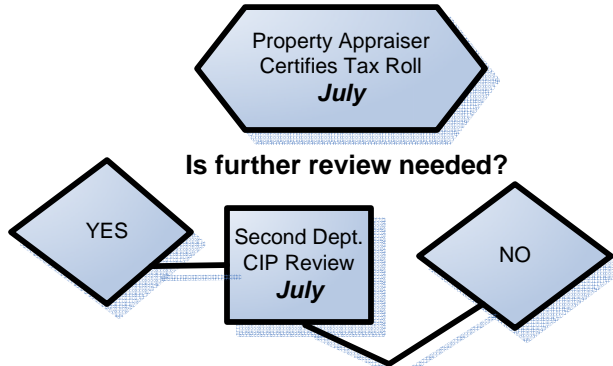 Property Appraiser
Certifies Tax Roll
July
Is further review needed?
YES
Second Dept.
CIP Review
July
NO